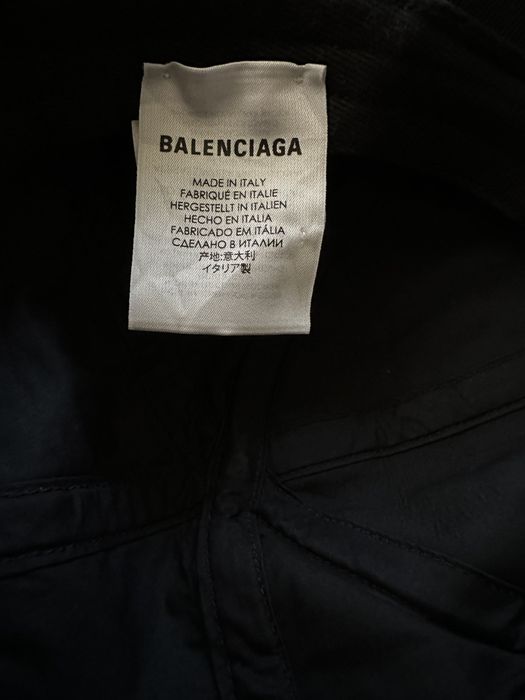 BALENCIAGA
MADE IN ITALY
FABRIQUÉ EN ITALIE
HERGESTELLT IN ITALIEN
HECHO EN ITALIA
FABRICADO EM ITÁLIA
СДЕЛАНО В ИТАЛИИ
产地:意大利
イタリア製